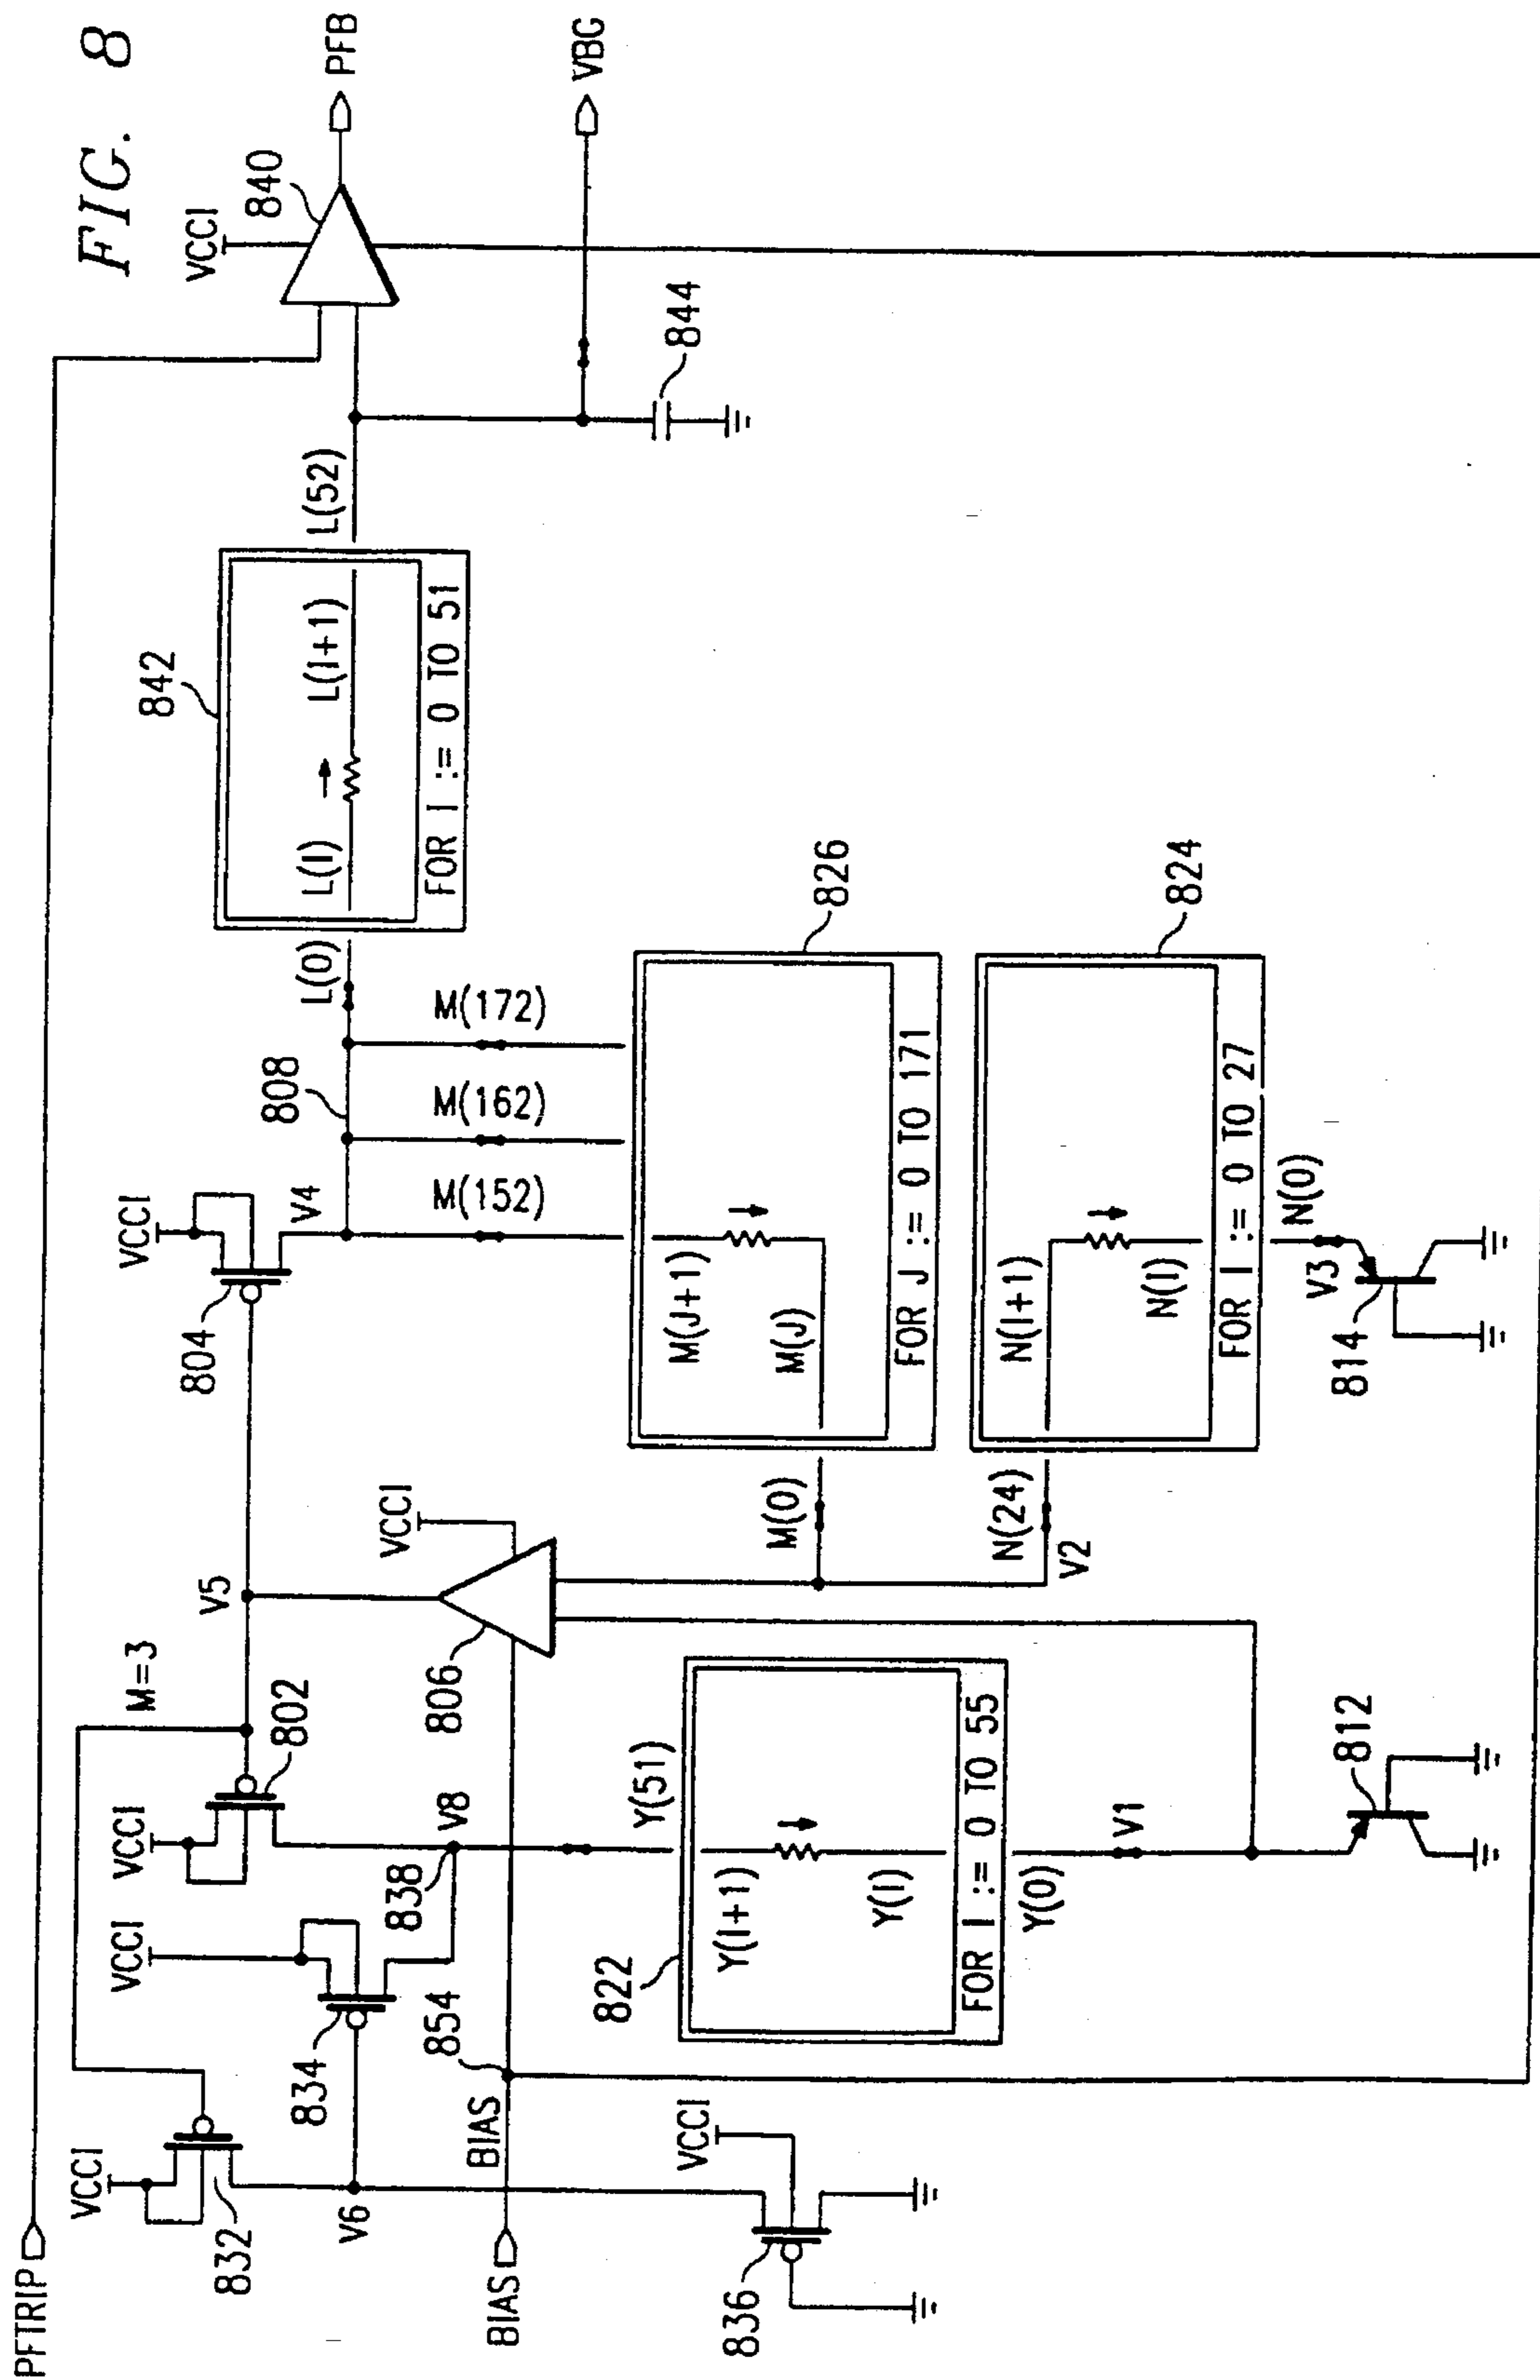 FIG. 8
PFTRIP
VCCI
832
V6
BIAS
BIAS
854
836
VCCI
VCCI
834
838
V8
VCCI
802
M=3
V5
806
VCCI
822
Y(51)
Y(I+1)
Y(I)
FOR I := 0 TO 55
Y(0)
V1
812
VCCI
804
V4
808
M(152)
M(162)
M(172)
826
M(J+1)
M(J)
FOR J := 0 TO 171
M(0)
824
N(24)
V2
N(I+1)
N(I)
FOR I := 0 TO 27
N(0)
V3
814
L(0)
842
L(I)
L(I+1)
FOR I := 0 TO 51
L(52)
VCCI
840
PFB
VBG
844